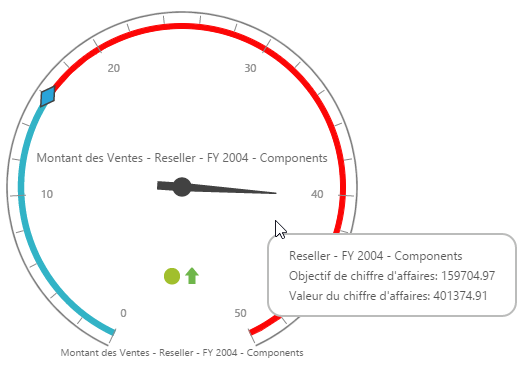 20
30
Montant des Ventes - Reseller - FY 2004 - Components
10
40
Reseller - FY 2004 - Components
Objectif de chiffre d'affaires: 159704.97
Valeur du chiffre d'affaires: 401374.91
0
50
Montant des Ventes - Reseller - FY 2004 - Components